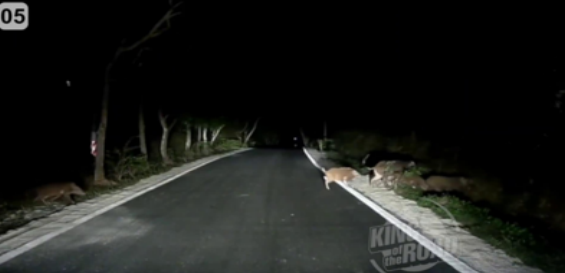 05
KING
of the
ROAD